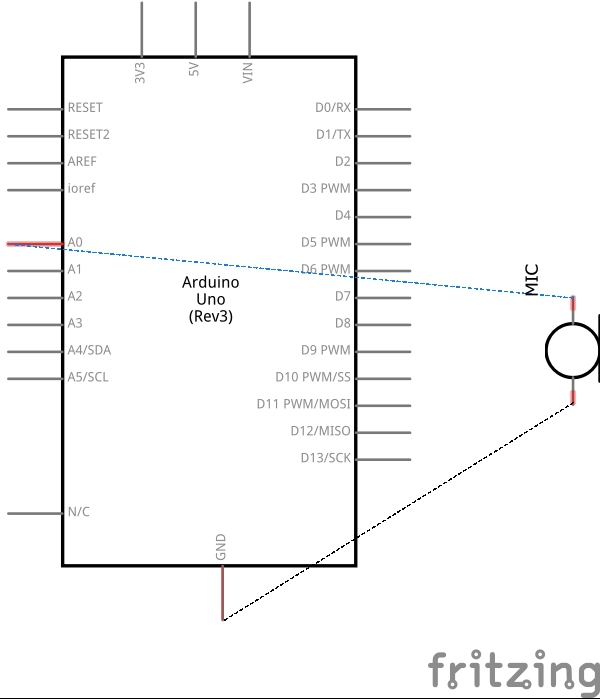 3V3
5V
VIN
RESET
RESET2
AREF
ioref
A0
A1
A2
A3
A4/SDA
A5/SCL
N/C
Arduino
Uno
(Rev3)
D0/RX
D1/TX
D2
D3 PWM
D4
D5 PWM
D6 PWM
D7
D8
D9 PWM
D10 PWM/SS
D11 PWM/MOSI
D12/MISO
D13/SCK
GND
MIC
fritzing